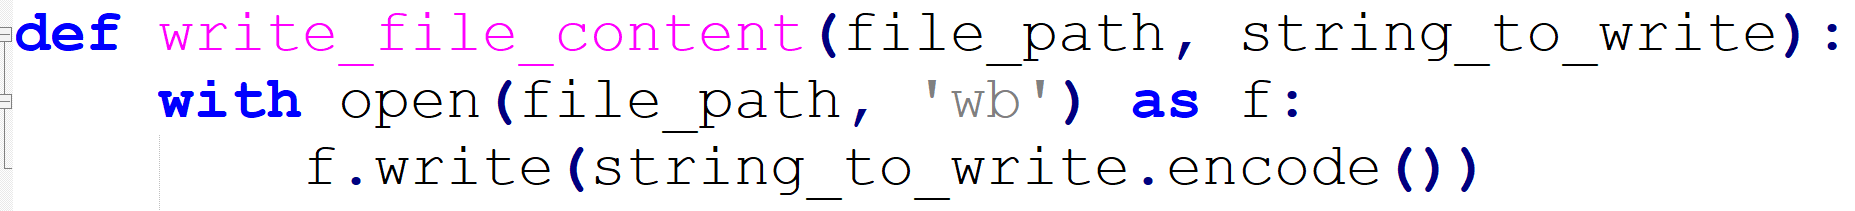 def write_file_content(file_path, string_to_write):
    with open(file_path, 'wb') as f:
        f.write(string_to_write.encode())